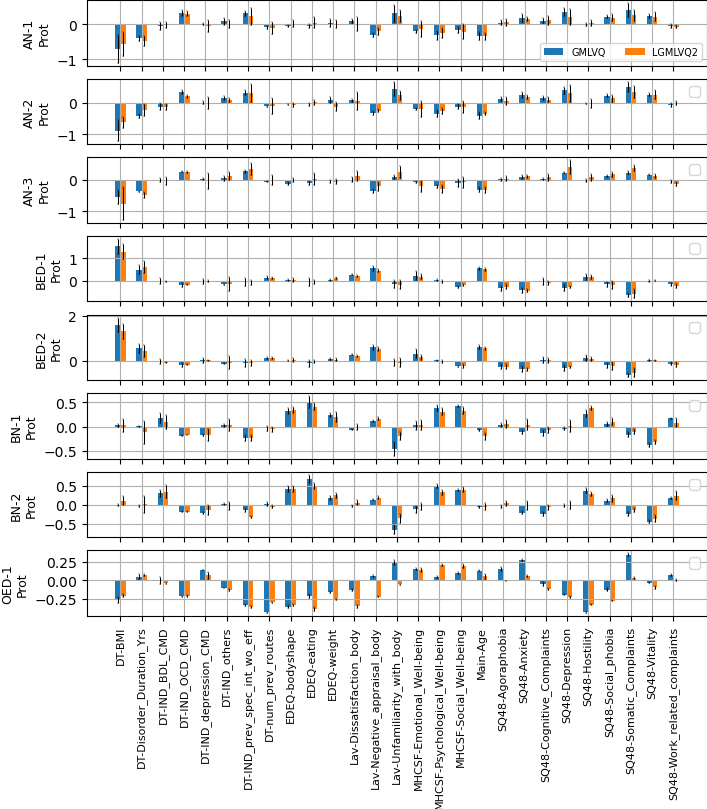 AN-1
Prot
0
−1
GMLVQ
LGMLVQ2
AN-2
Prot
0
−1
AN-3
Prot
0
−1
BED-1
Prot
1
0
BED-2
Prot
2
0
BN-1
Prot
0.5
0.0
−0.5
BN-2
Prot
0.5
0.0
−0.5
OED-1
Prot
0.25
0.00
−0.25
DT-BMI
DT-Disorder_Duration_Yrs
DT-IND_BDL_CMD
DT-IND_OCD_CMD
DT-IND_depression_CMD
DT-IND_others
DT-IND_prev_spec_int_wo_eff
DT-num_prev_routes
EDEQ-bodyshape
EDEQ-eating
EDEQ-weight
Lav-Dissatisfaction_body
Lav-Negative_appraisal_body
Lav-Unfamiliarity_with_body
MHCSF-Emotional_Well-being
MHCSF-Psychological_Well-being
MHCSF-Social_Well-being
Main-Age
SQ48-Agoraphobia
SQ48-Anxiety
SQ48-Cognitive_Complaints
SQ48-Depression
SQ48-Hostility
SQ48-Social_phobia
SQ48-Somatic_Complaints
SQ48-Vitality
SQ48-Work_related_complaints